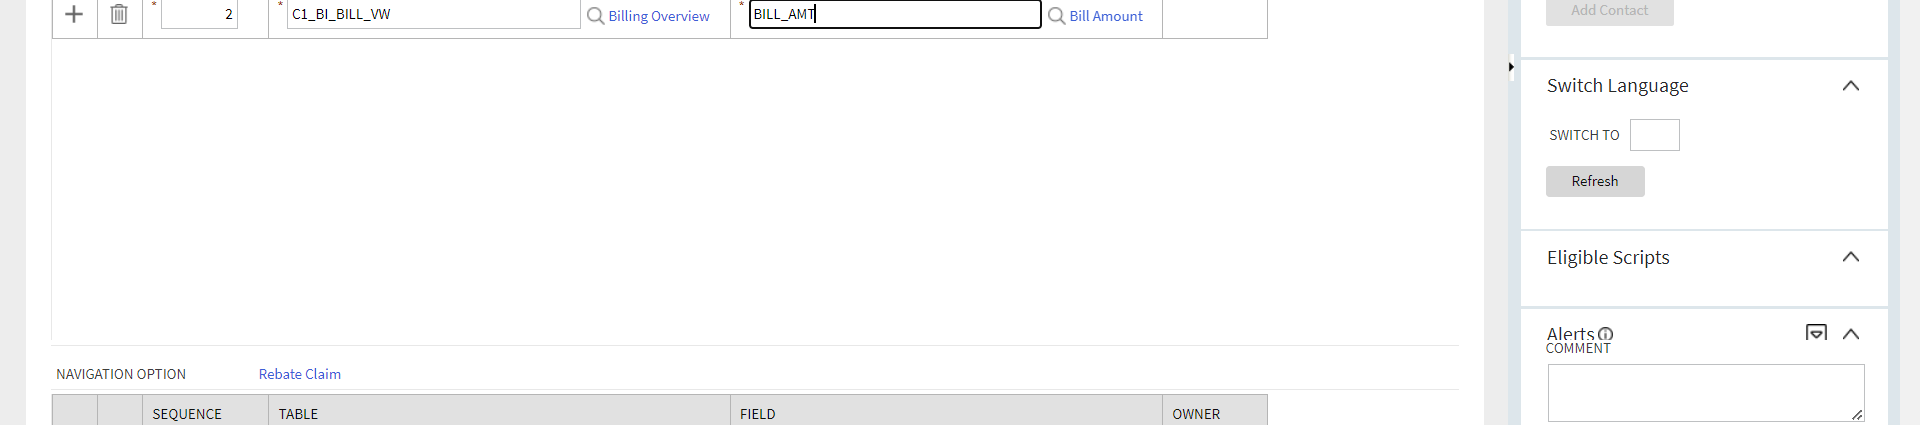 * 2 * C1_BI_BILL_VW Billing Overview * BILL_AMT Bill Amount
NAVIGATION OPTION Rebate Claim
SEQUENCE TABLE FIELD OWNER
Add Contact
Switch Language
SWITCH TO
Refresh
Eligible Scripts
Alerts
COMMENT